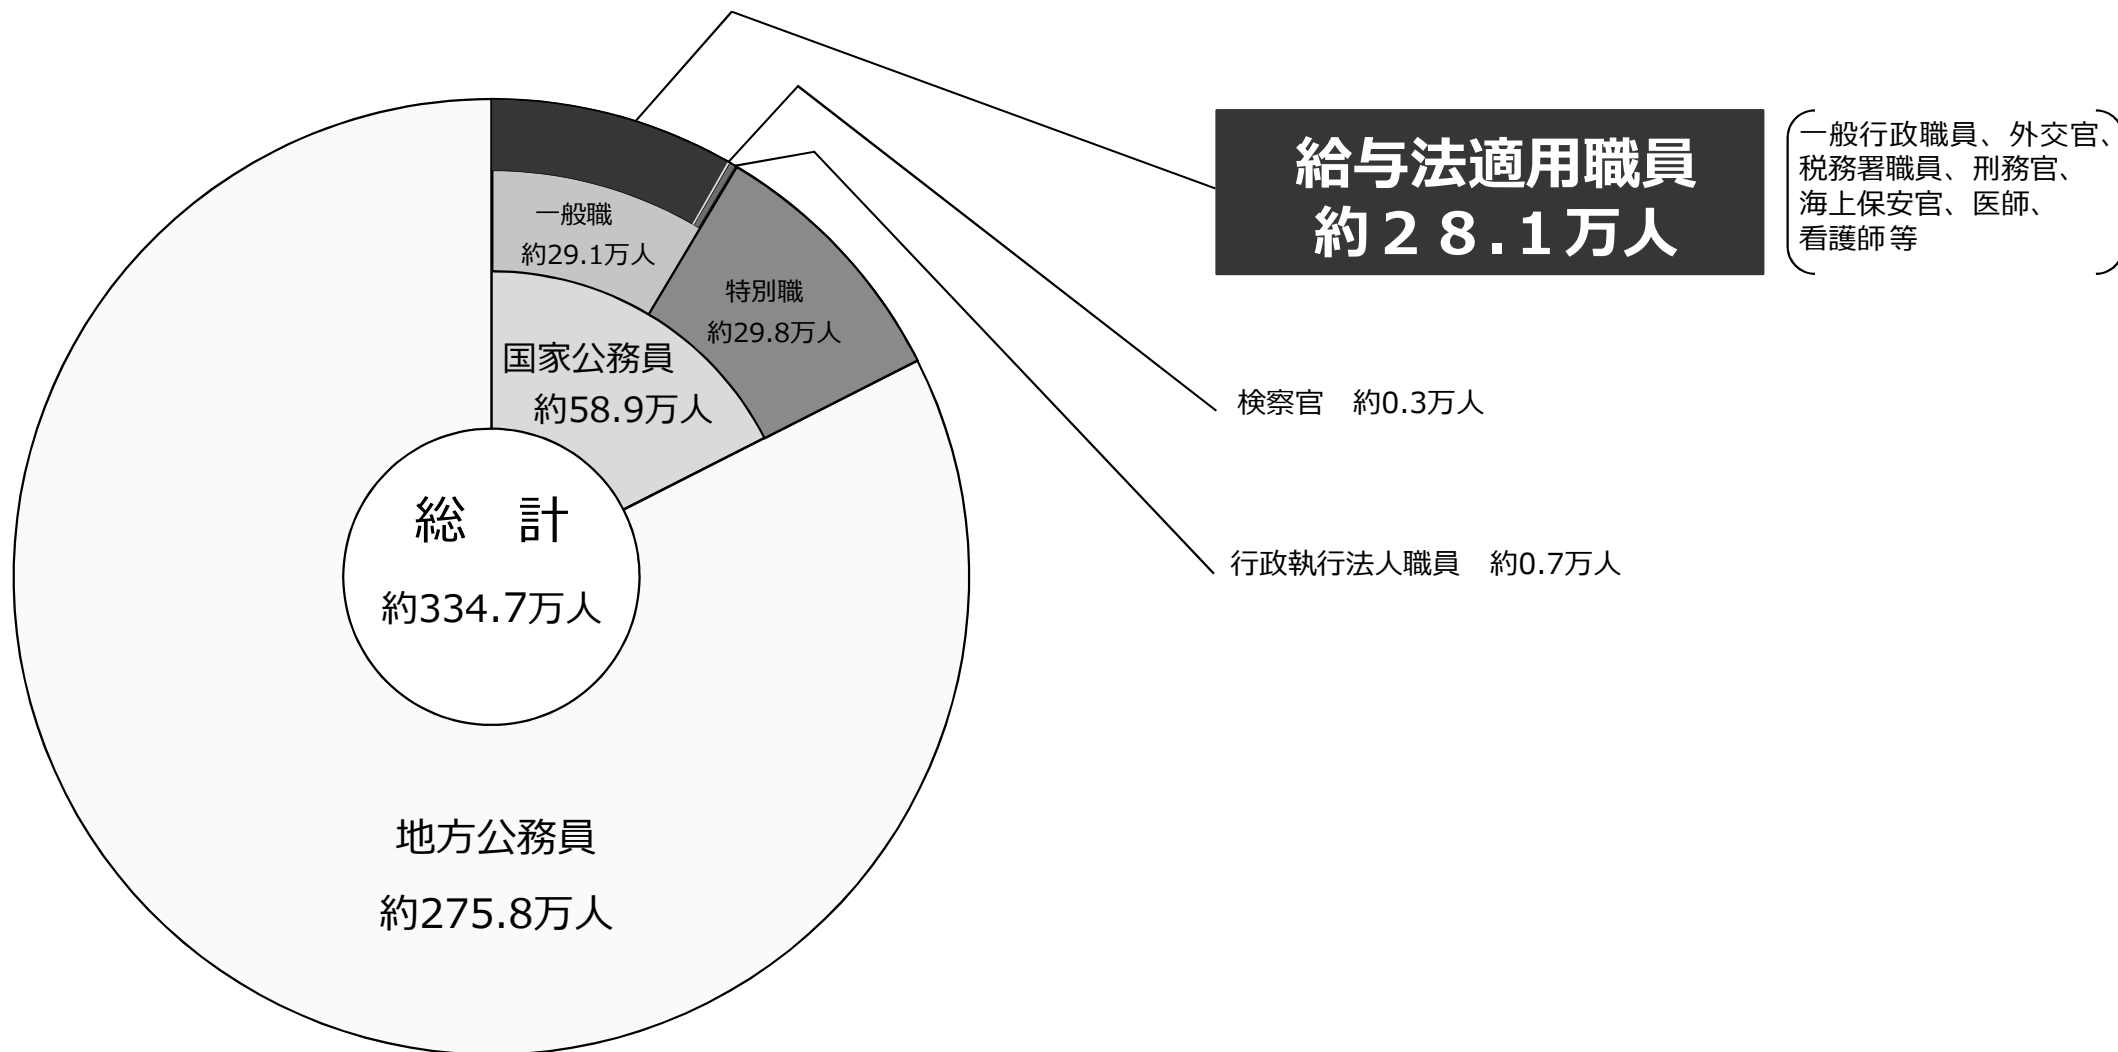 給与法適用職員
約２８.１万人
一般行政職員、外交官、
税務署職員、刑務官、
海上保安官、医師、
看護師等
一般職
約29.1万人
特別職
約29.8万人
国家公務員
約58.9万人
検察官　約0.3万人
総　計
約334.7万人
行政執行法人職員　約0.7万人
地方公務員
約275.8万人